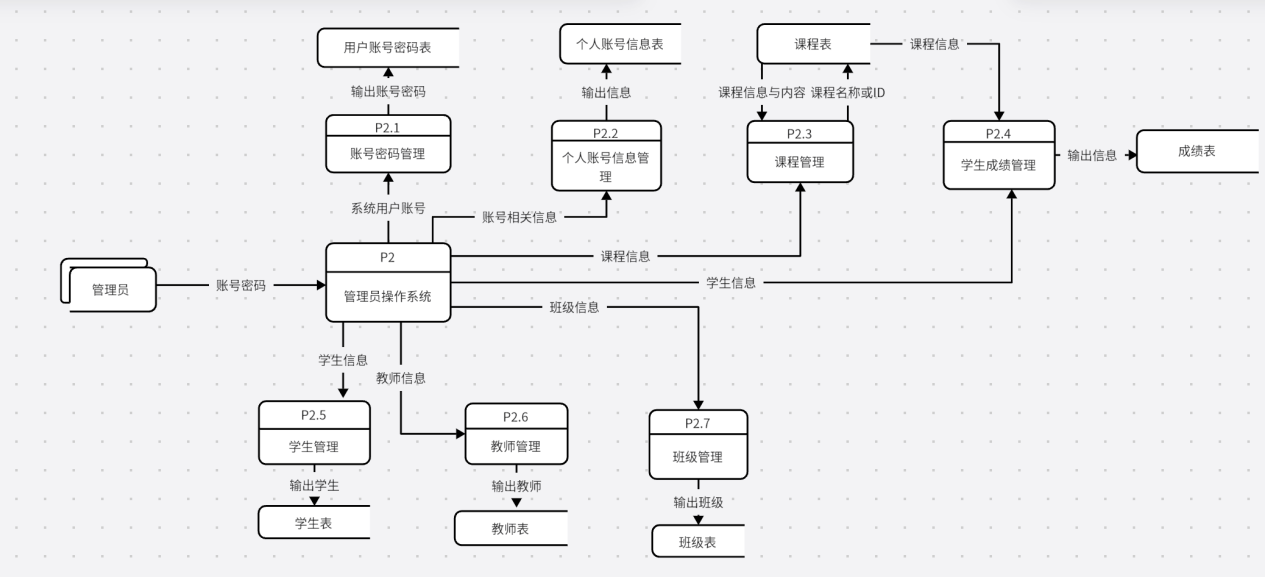 用户账号密码表
个人账号信息表
课程表
课程信息
输出账号密码
输出信息
课程信息与内容
课程名称或ID
P2.1
账号密码管理
P2.2
个人账号信息管
理
P2.3
课程管理
P2.4
学生成绩管理
输出信息
成绩表
系统用户账号
账号相关信息
P2
管理员操作系统
课程信息
管理员
账号密码
学生信息
班级信息
学生信息
教师信息
P2.5
学生管理
P2.6
教师管理
P2.7
班级管理
输出学生
输出教师
输出班级
学生表
教师表
班级表